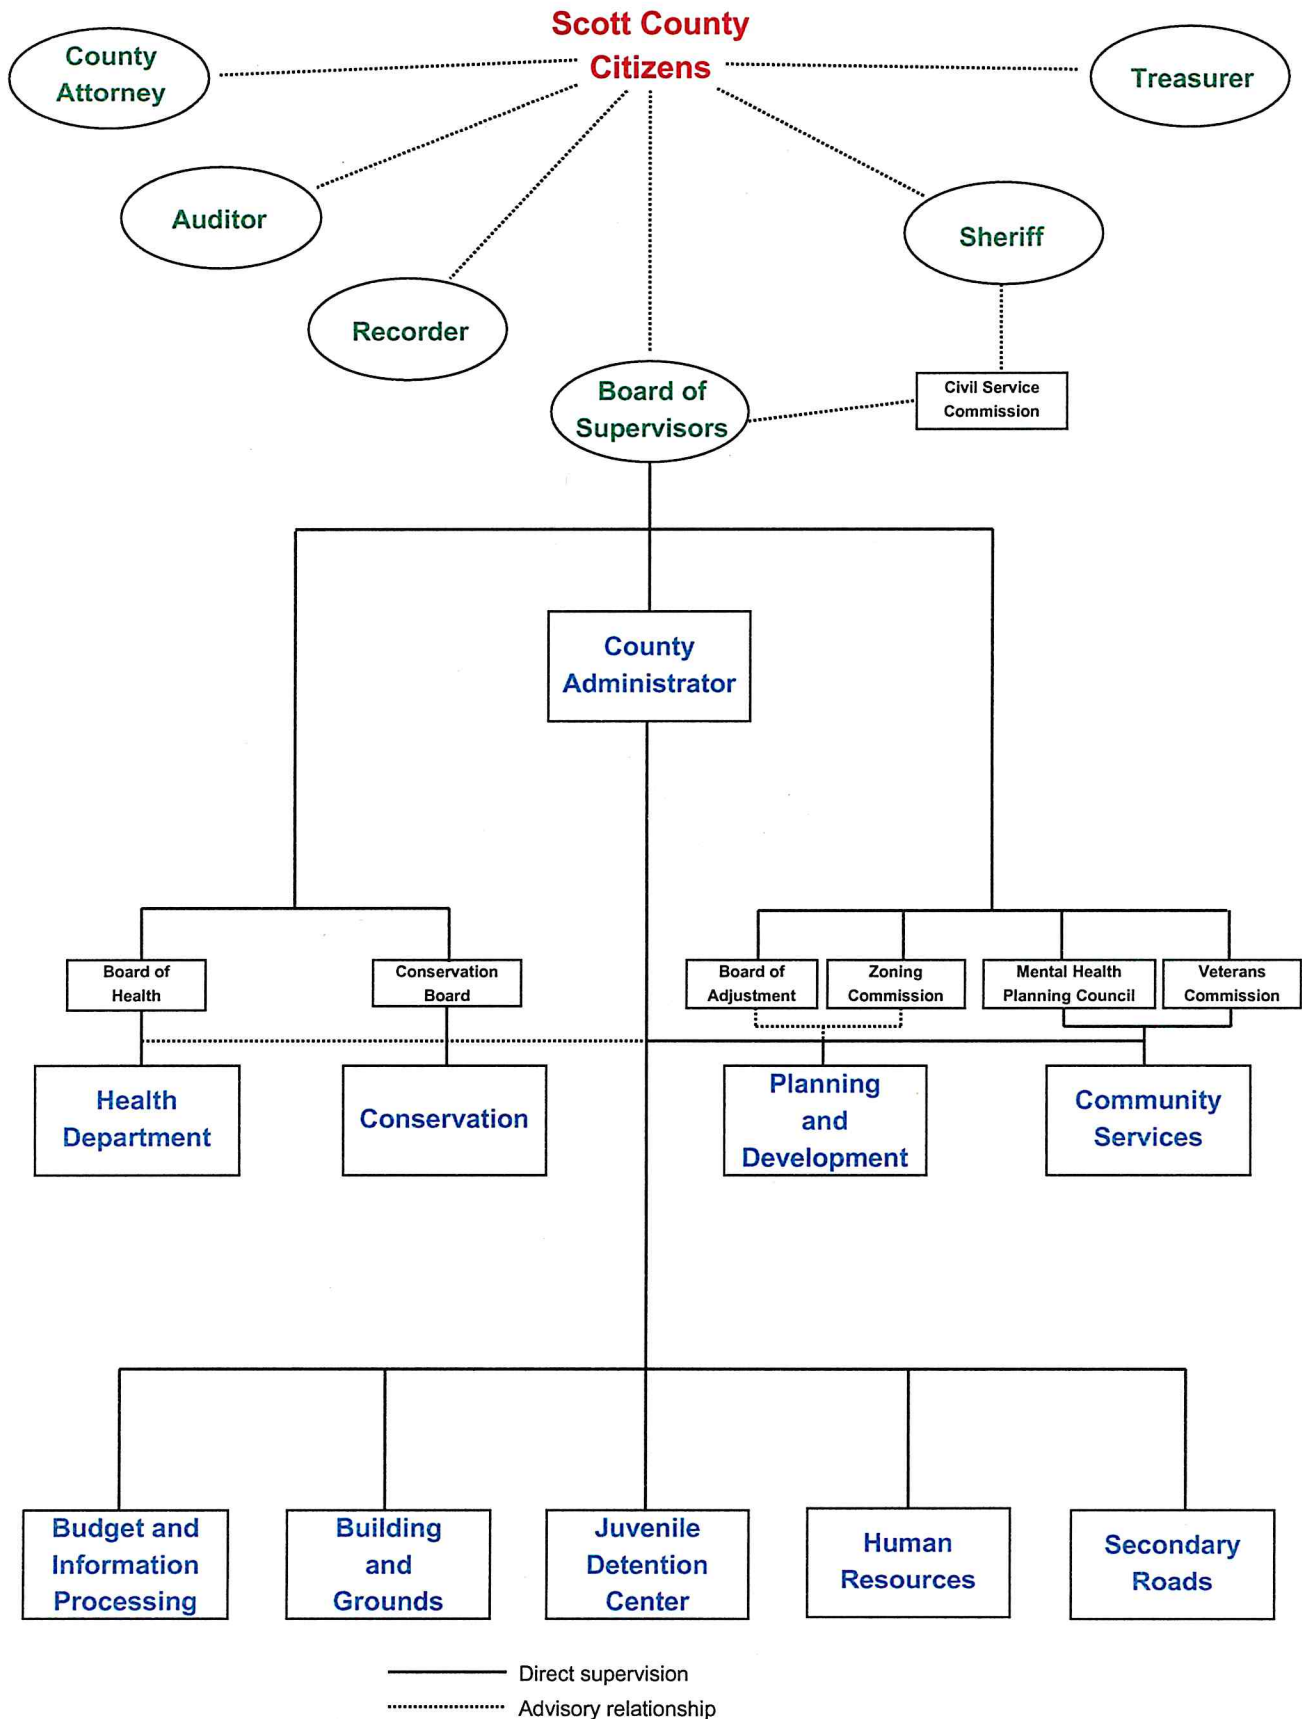 Scott County
Citizens
County
Attorney
Treasurer
Auditor
Sheriff
Recorder
Board of
Supervisors
Civil Service
Commission
County
Administrator
Board of
Health
Conservation
Board
Board of
Adjustment
Zoning
Commission
Mental Health
Planning Council
Veterans
Commission
Health
Department
Conservation
Planning
and
Development
Community
Services
Budget and
Information
Processing
Building
and
Grounds
Juvenile
Detention
Center
Human
Resources
Secondary
Roads
Direct supervision
Advisory relationship